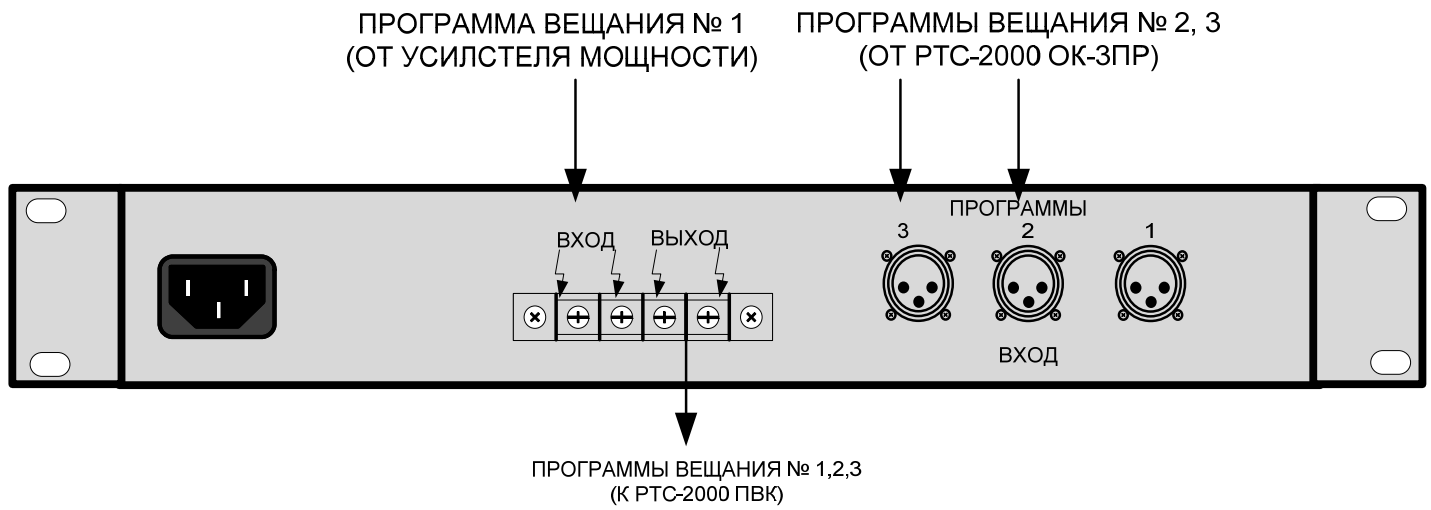 ПРОГРАММА ВЕЩАНИЯ № 1
(ОТ УСИЛСТЕЛЯ МОЩНОСТИ)
ПРОГРАММЫ ВЕЩАНИЯ № 2, 3
(ОТ РТС-2000 ОК-3ПР)
ПРОГРАММЫ
3 2 1
ВХОД ВЫХОД
ВХОД
ПРОГРАММЫ ВЕЩАНИЯ № 1,2,3
(К РТС-2000 ПВК)